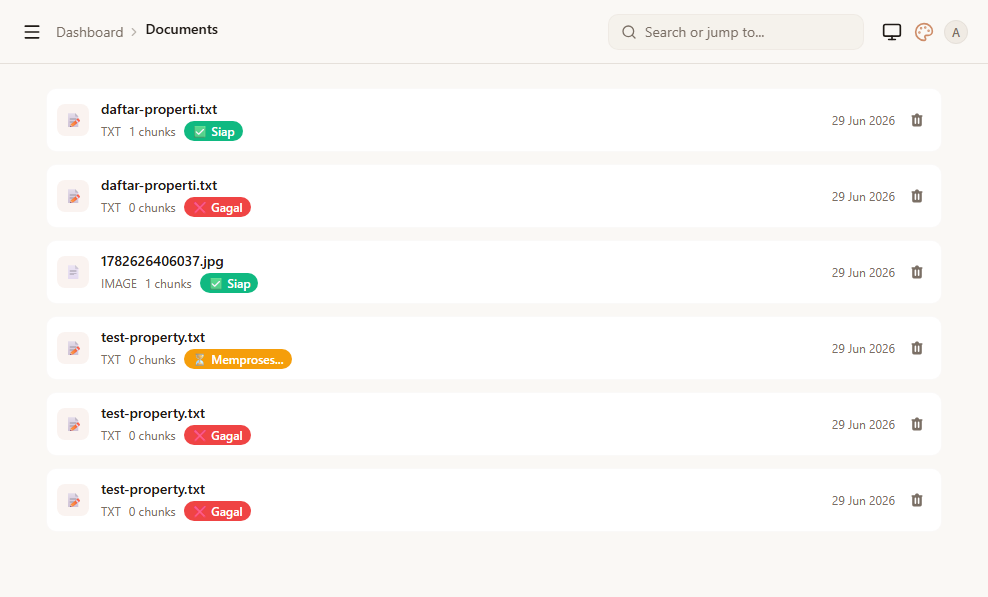 Dashboard > Documents
Search or jump to...
A
daftar-properti.txt
TXT 1 chunks ✅ Siap
29 Jun 2026
daftar-properti.txt
TXT 0 chunks ❌ Gagal
29 Jun 2026
1782626406037.jpg
IMAGE 1 chunks ✅ Siap
29 Jun 2026
test-property.txt
TXT 0 chunks ⏳ Memproses...
29 Jun 2026
test-property.txt
TXT 0 chunks ❌ Gagal
29 Jun 2026
test-property.txt
TXT 0 chunks ❌ Gagal
29 Jun 2026